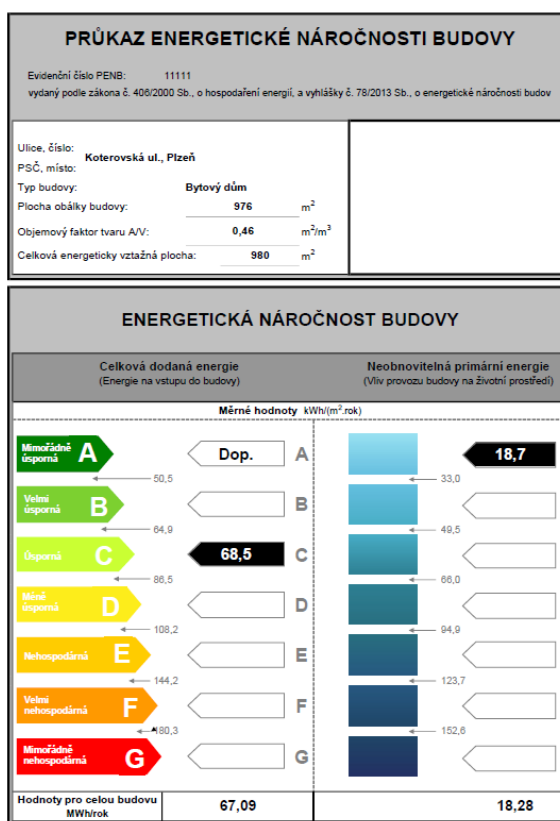 PRŮKAZ ENERGETICKÉ NÁROČNOSTI BUDOVY
Evidenční číslo PENB: 11111
vydaný podle zákona č. 406/2000 Sb., o hospodaření energií, a vyhlášky č. 78/2013 Sb., o energetické náročnosti budov
Ulice, číslo:
Koterovská ul., Plzeň
PSČ, místo:
Typ budovy: Bytový dům
Plocha obálky budovy: 976 m²
Objemový faktor tvaru A/V: 0,46 m²/m³
Celková energeticky vztažná plocha: 980 m²
ENERGETICKÁ NÁROČNOST BUDOVY
Celková dodaná energie
(Energie na vstupu do budovy)
Neobnovitelná primární energie
(Vliv provozu budovy na životní prostředí)
Měrné hodnoty kWh/(m².rok)
Mimořádně úsporná A Dop. A 18,7
50,5 33,0
Velmi úsporná B B
64,9 49,5
Úsporná C 68,5 C
86,5 66,0
Méně úsporná D D
108,2 94,9
Nehospodárná E E
144,2 123,7
Velmi nehospodárná F F
180,3 152,6
Mimořádně nehospodárná G G
Hodnoty pro celou budovu
MWh/rok
67,09 18,28